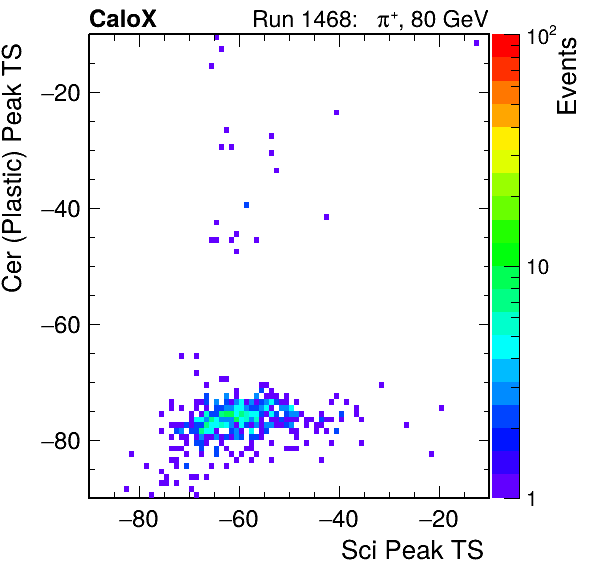 CaloX Run 1468: π⁺, 80 GeV
Cer (Plastic) Peak TS
−20
−40
−60
−80
−80 −60 −40 −20
Sci Peak TS
10²
10
1
Events